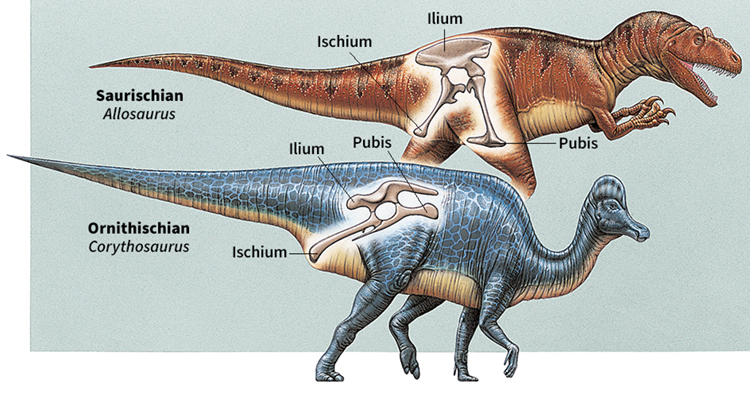 Ilium
Ischium
Saurischian
Allosaurus
Pubis
Pubis
Ilium
Ornithischian
Corythosaurus
Ischium